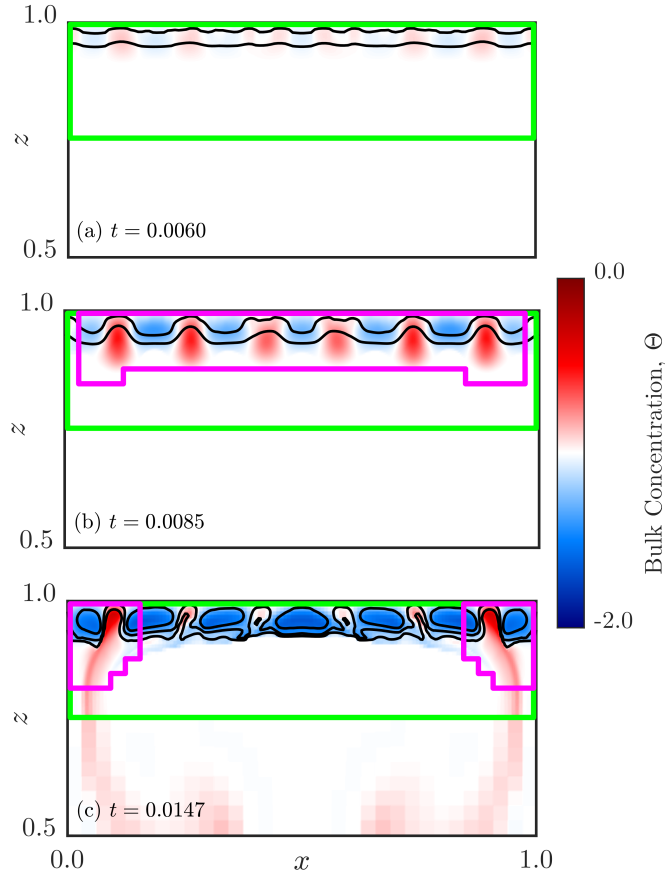 1.0
z
(a) t = 0.0060
0.5
1.0
0.0
z
Bulk Concentration, Θ
(b) t = 0.0085
0.5
1.0
-2.0
z
(c) t = 0.0147
0.5
0.0
x
1.0